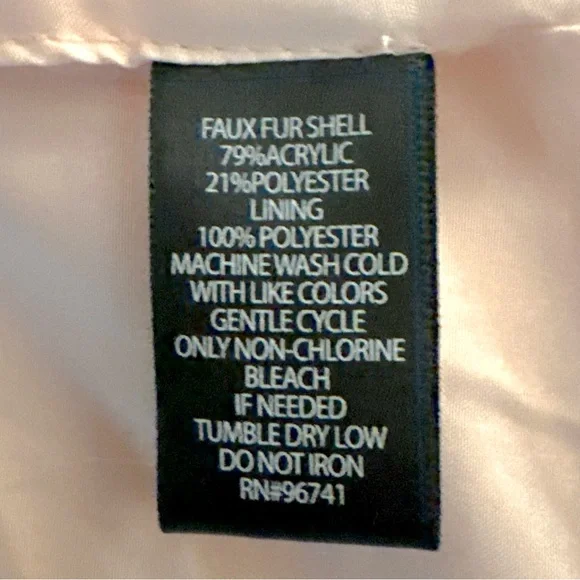 FAUX FUR SHELL
79%ACRYLIC
21%POLYESTER
LINING
100% POLYESTER
MACHINE WASH COLD
WITH LIKE COLORS
GENTLE CYCLE
ONLY NON-CHLORINE
BLEACH
IF NEEDED
TUMBLE DRY LOW
DO NOT IRON
RN#96741